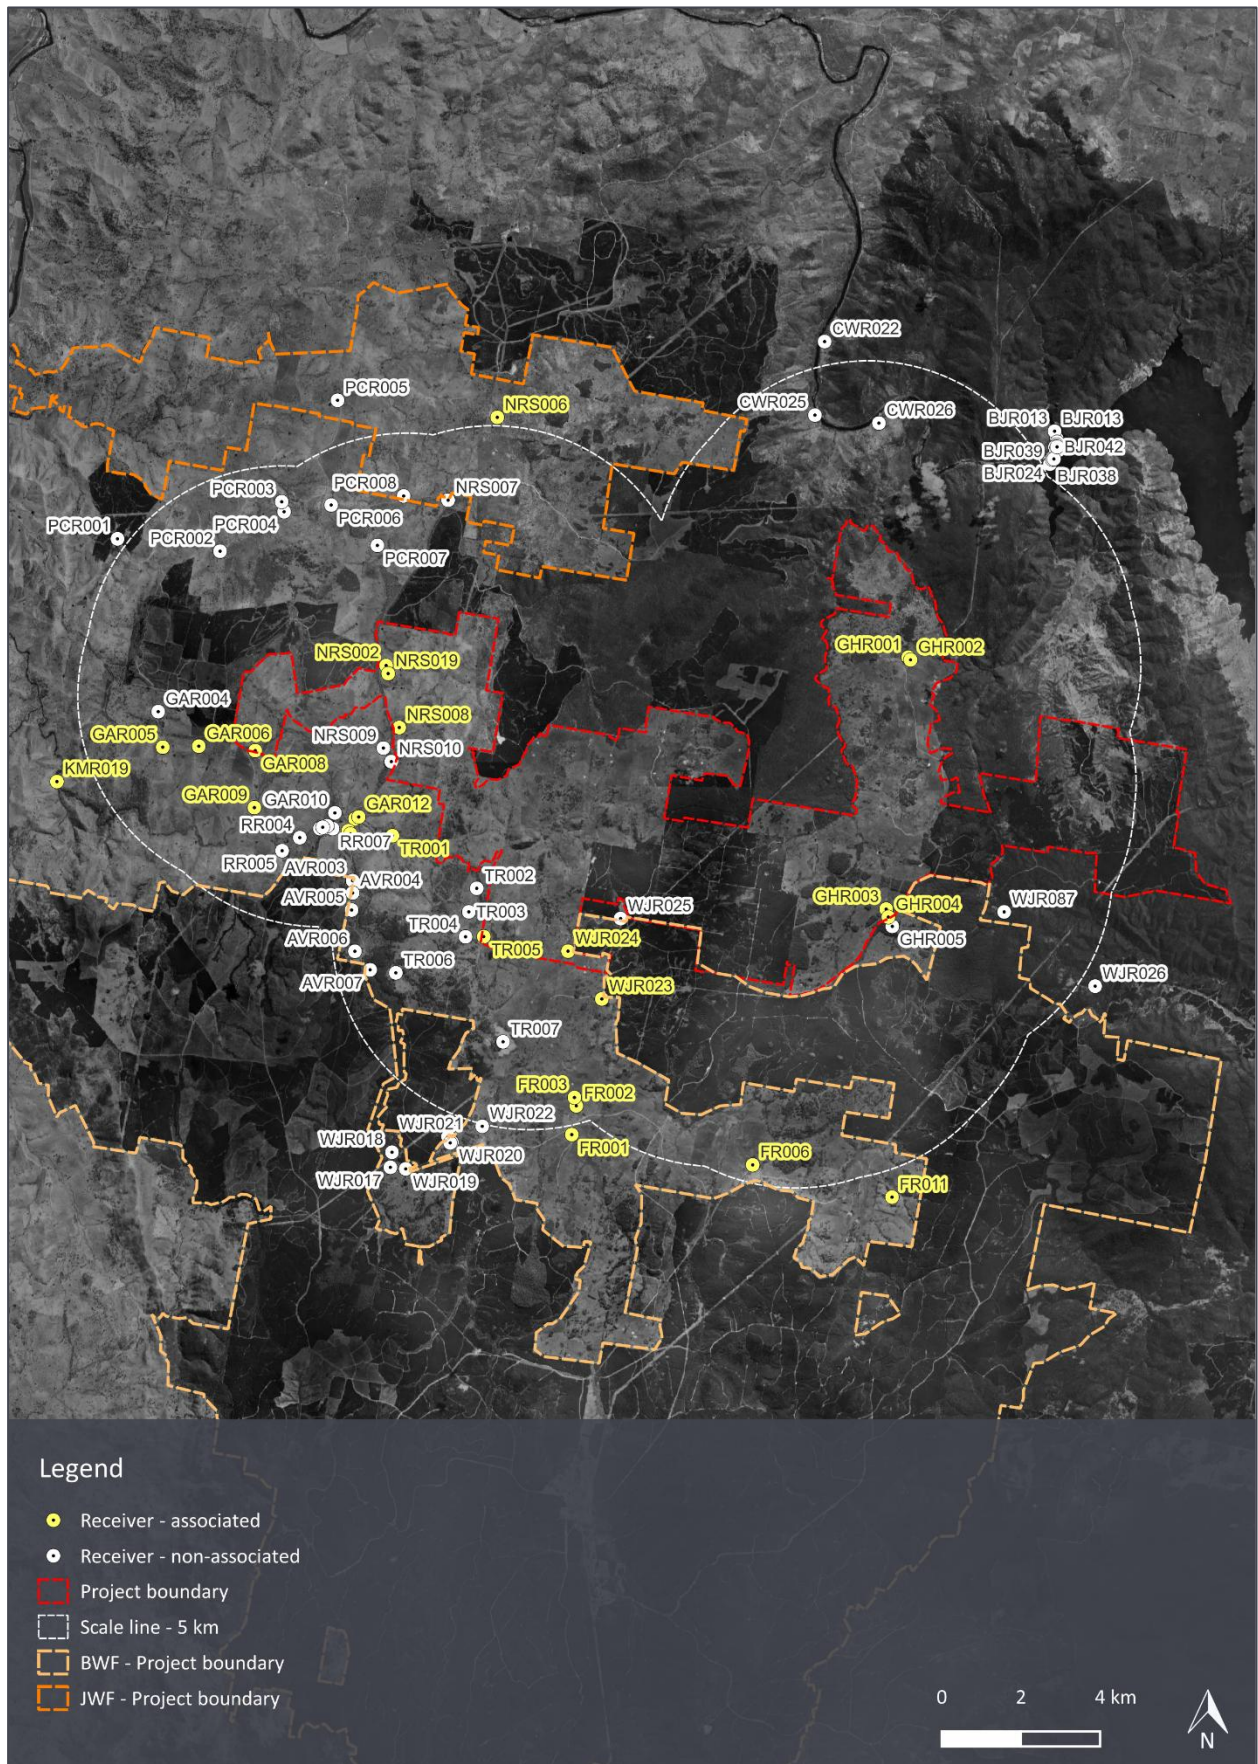 CWR022
PCR005
NRS006
CWR025
CWR026
BJR013
BJR013
BJR039
BJR042
BJR024
BJR038
PCR003
PCR008
NRS007
PCR001
PCR004
PCR006
PCR002
PCR007
NRS002
NRS019
GHR001
GHR002
GAR004
NRS008
GAR005
GAR006
NRS009
NRS010
GAR008
KMR019
GAR009
GAR010
GAR012
RR004
RR007
TR001
RR005
AVR003
AVR004
TR002
AVR005
TR003
WJR025
GHR003
GHR004
WJR087
TR004
GHR005
AVR006
TR005
WJR024
TR006
AVR007
WJR026
WJR023
TR007
FR003
FR002
WJR022
WJR021
WJR018
WJR020
FR001
WJR017
WJR019
FR006
FR011
Legend
Receiver - associated
Receiver - non-associated
Project boundary
Scale line - 5 km
BWF - Project boundary
JWF - Project boundary
0 2 4 km
N